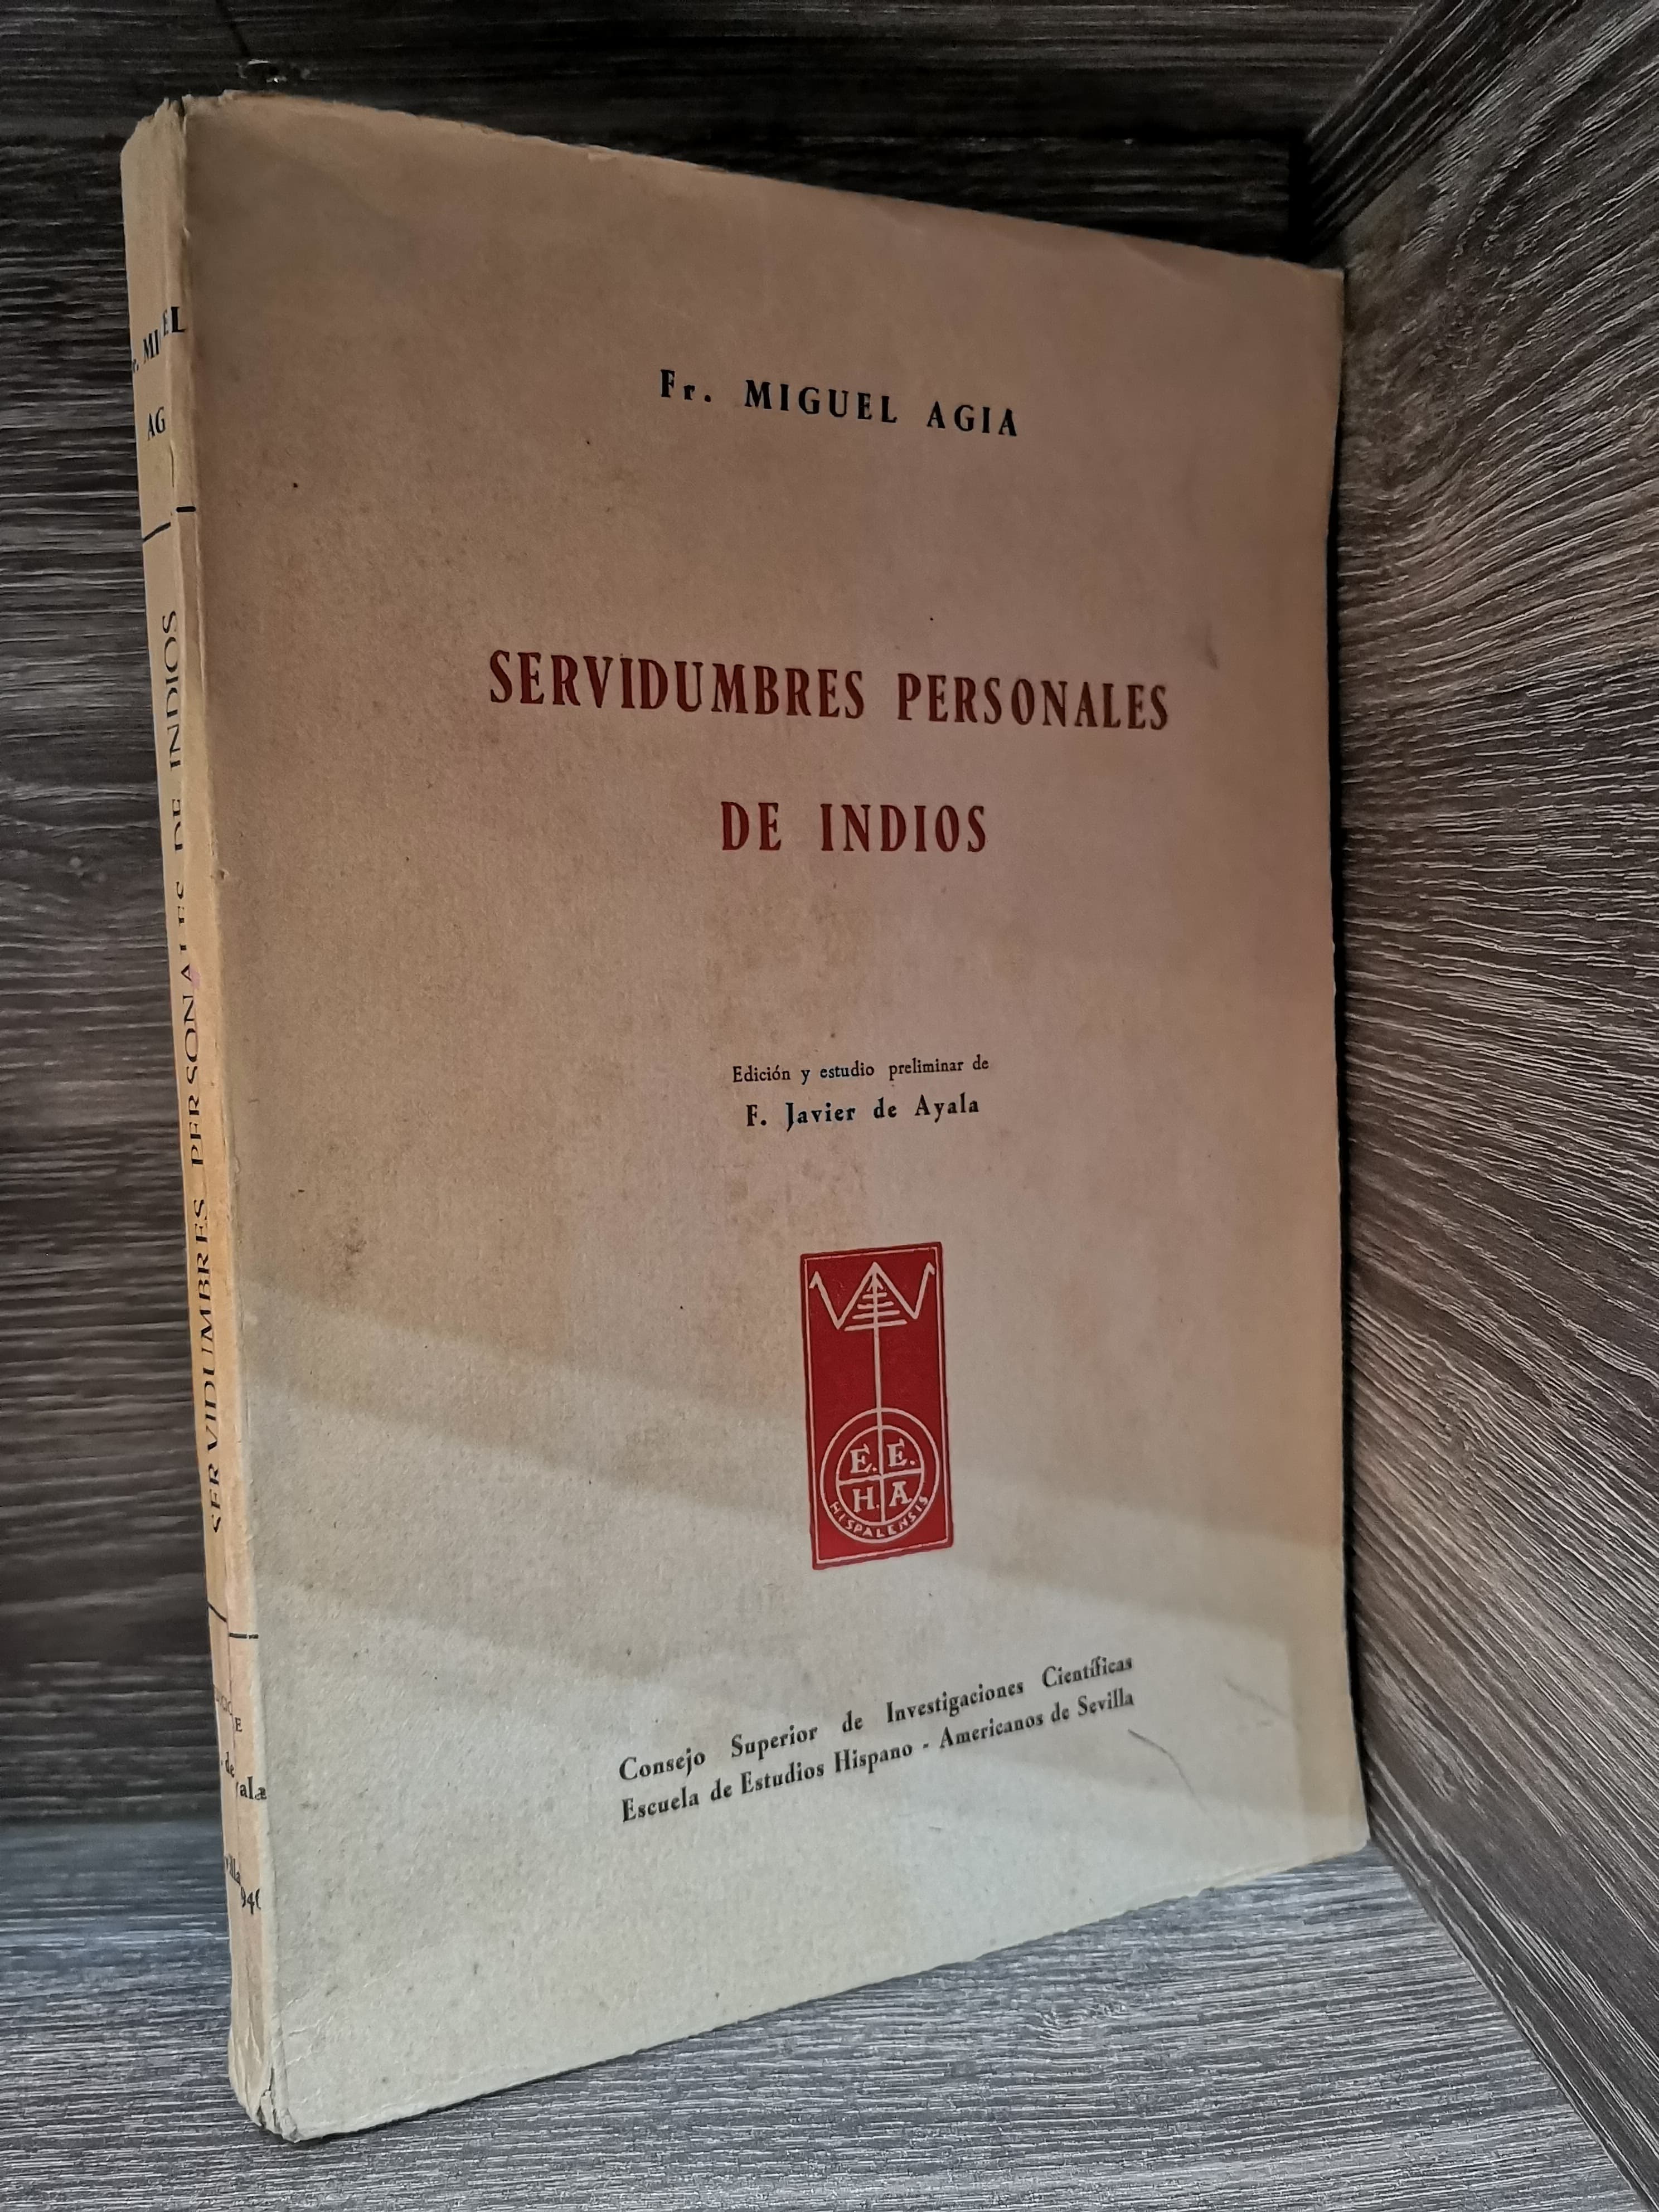 Fr. MIGUEL AGIA
SERVIDUMBRES PERSONALES
DE INDIOS
Edición y estudio preliminar de
F. Javier de Ayala
E. E.
H. A.
HISPALENSIS
Consejo Superior de Investigaciones Científicas
Escuela de Estudios Hispano - Americanos de Sevilla
SERVIDUMBRES PERSONALES DE INDIOS